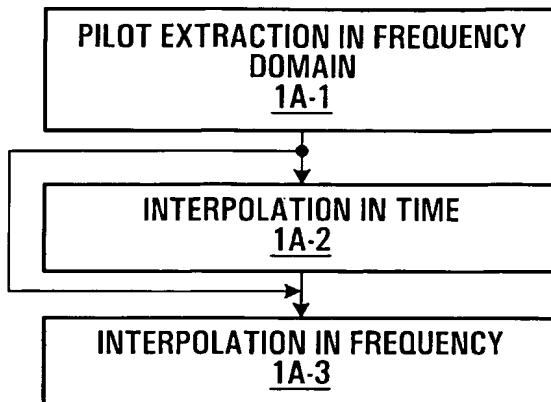 PILOT EXTRACTION IN FREQUENCY
DOMAIN
1A-1
INTERPOLATION IN TIME
1A-2
INTERPOLATION IN FREQUENCY
1A-3